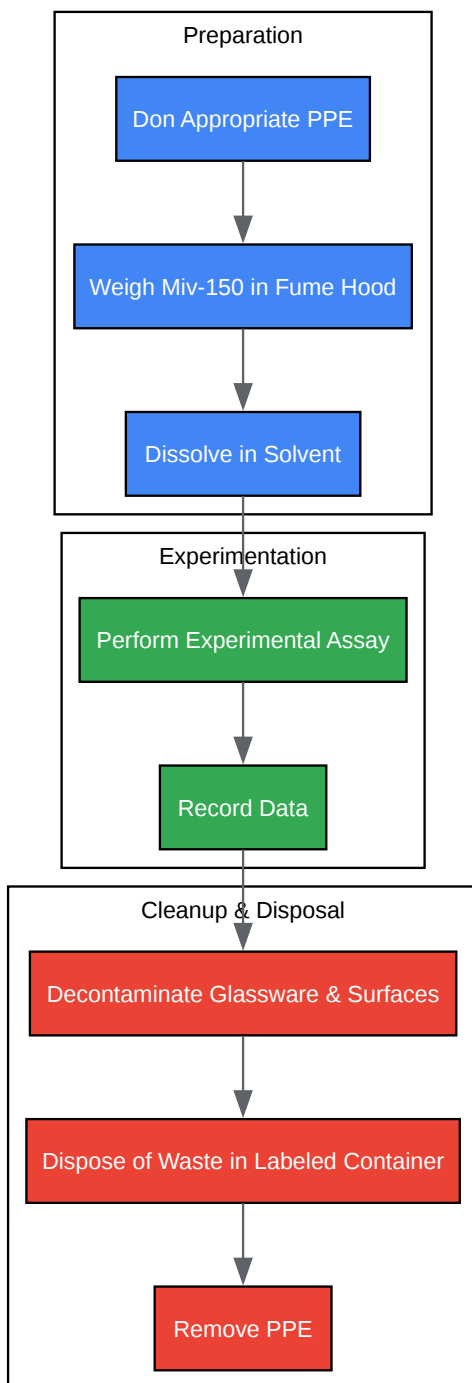 Preparation
Don Appropriate PPE
Weigh Miv-150 in Fume Hood
Dissolve in Solvent
Experimentation
Perform Experimental Assay
Record Data
Cleanup & Disposal
Decontaminate Glassware & Surfaces
Dispose of Waste in Labeled Container
Remove PPE